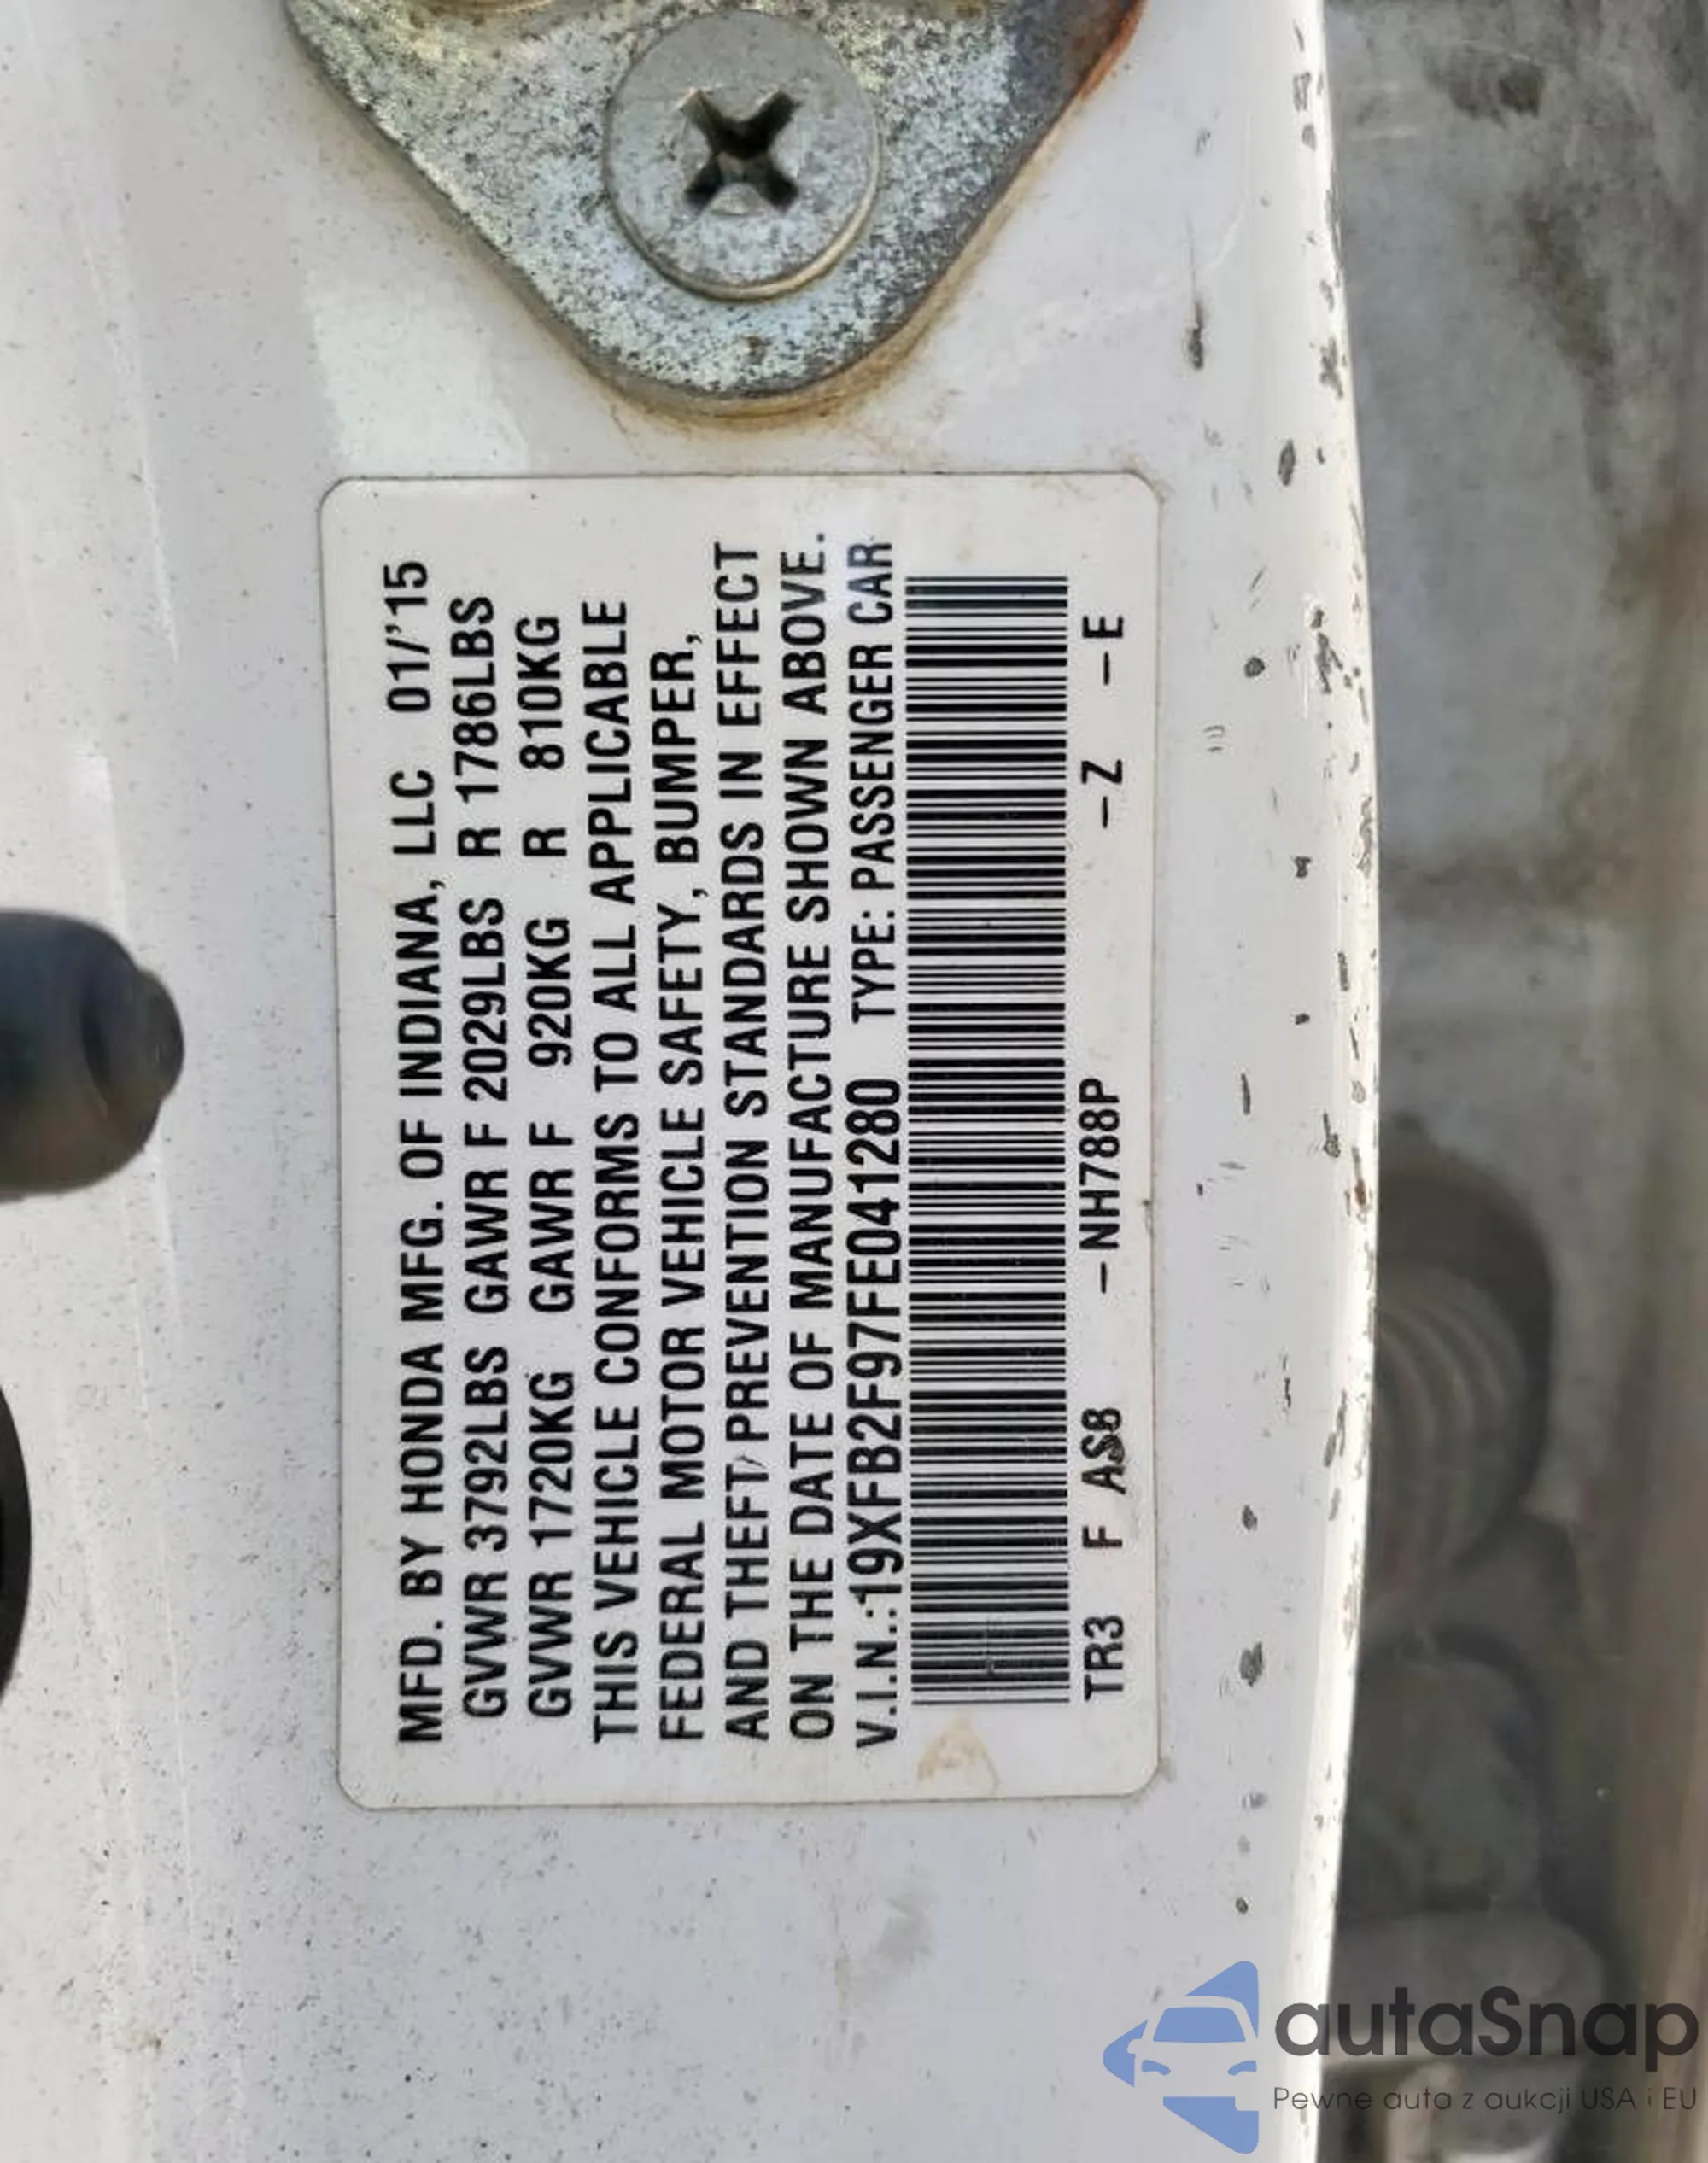 MFD. BY HONDA MFG. OF INDIANA, LLC 01/'15
GVWR 3792LBS GAWR F 2029LBS R 1786LBS
GVWR 1720KG GAWR F 920KG R 810KG
THIS VEHICLE CONFORMS TO ALL APPLICABLE
FEDERAL MOTOR VEHICLE SAFETY, BUMPER,
AND THEFT PREVENTION STANDARDS IN EFFECT
ON THE DATE OF MANUFACTURE SHOWN ABOVE.
V.I.N.:19XFB2F97FE041280 TYPE: PASSENGER CAR
TR3 F AS8 –NH788P –Z –E
autaSnap
Pewne auta z aukcji USA i EU